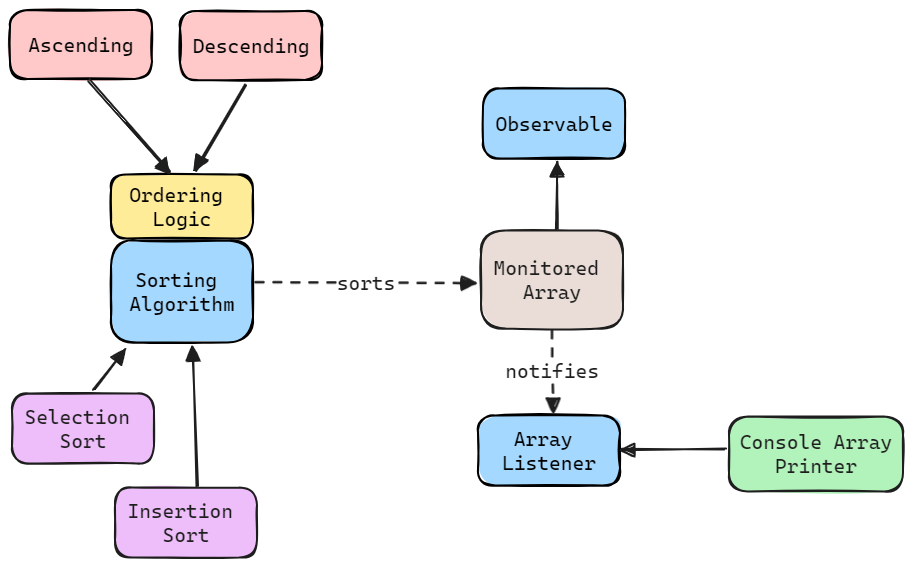 Ascending
Descending
Observable
Ordering
Logic
Sorting
Algorithm
sorts
Monitored
Array
notifies
Selection
Sort
Array
Listener
Console Array
Printer
Insertion
Sort